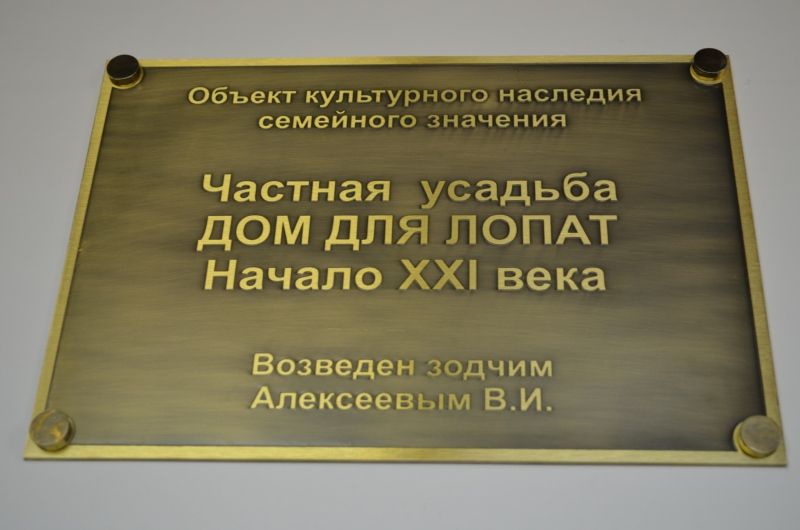 Объект культурного наследия
семейного значения
Частная усадьба
ДОМ ДЛЯ ЛОПАТ
Начало XXI века
Возведен зодчим
Алексеевым В.И.